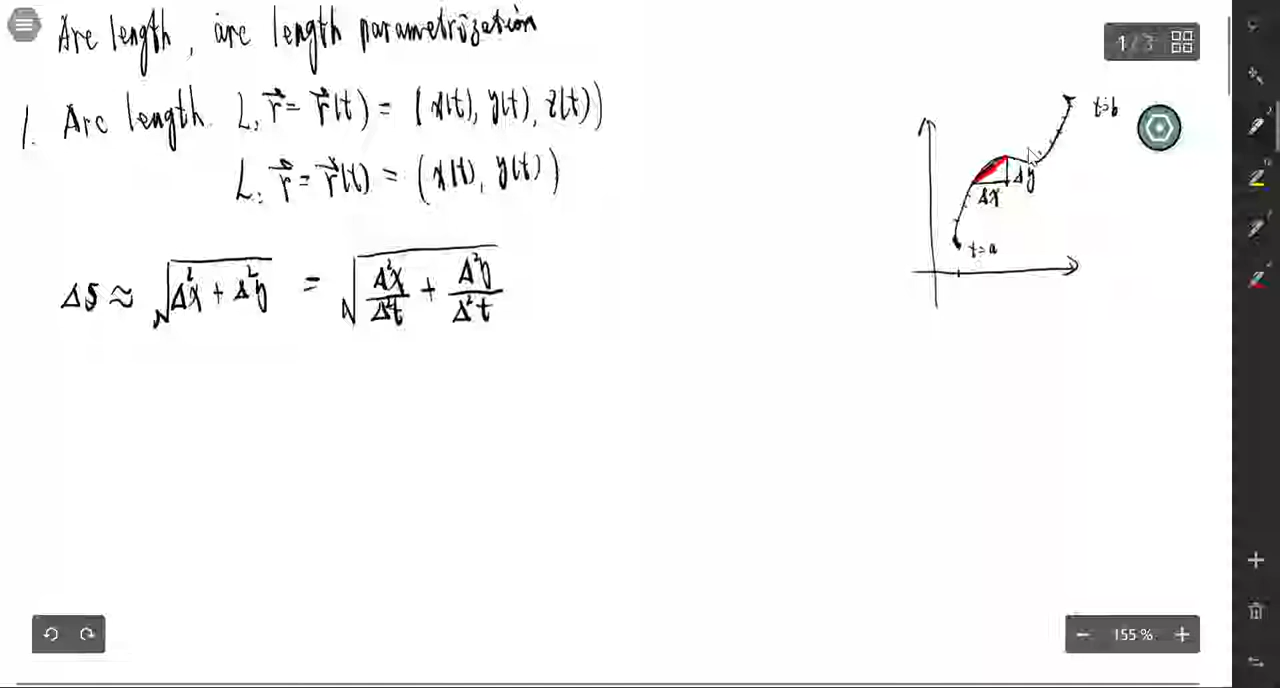 Arc length, arc length parametrization
1. Arc length. L: r⃗ = r⃗(t) = (x(t), y(t), z(t))
L: r⃗ = r⃗(t) = (x(t), y(t))
Δs ≈ √(Δ²x + Δ²y) = √(Δ²x/Δ²t + Δ²y/Δ²t)
t=b
Δy
Δx
t=a
1 / 3
155 %